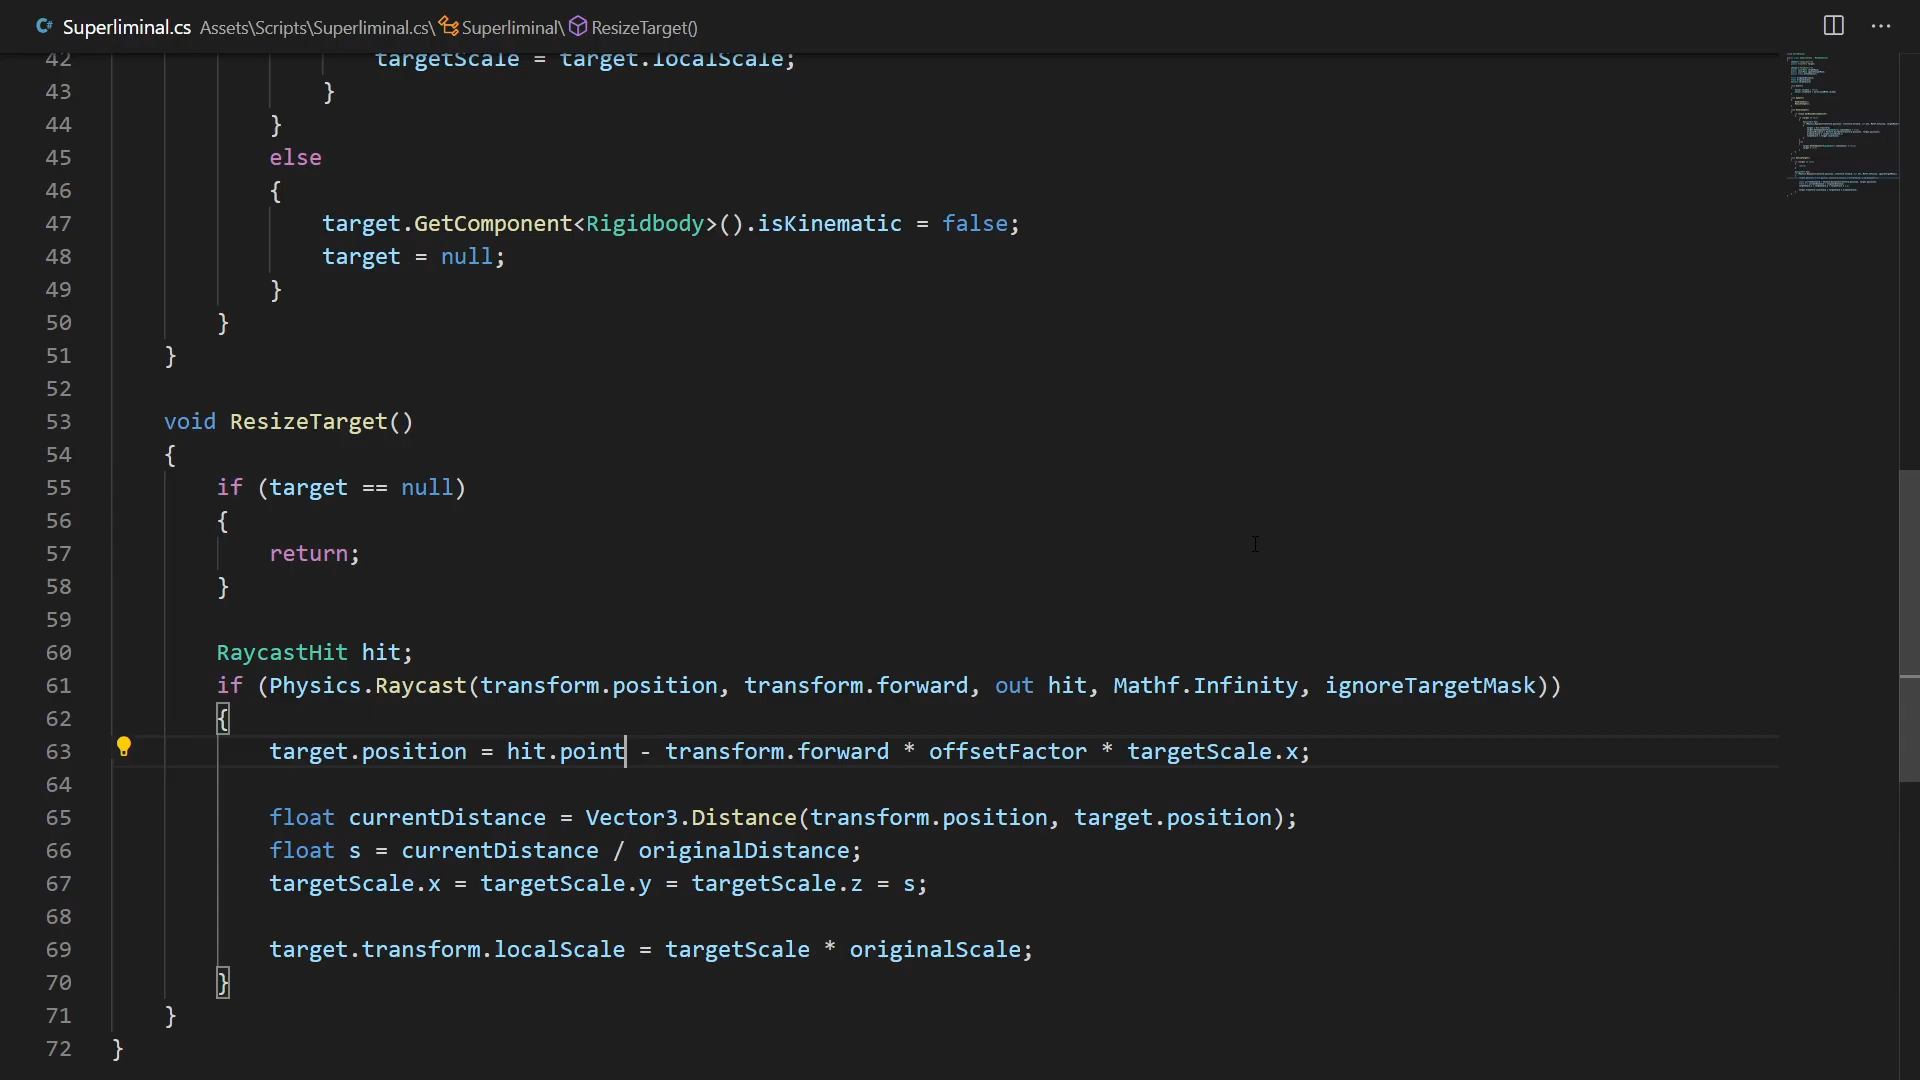 Superliminal.cs Assets\Scripts\Superliminal.cs\ Superliminal\ ResizeTarget()
42 targetScale = target.localScale;
43 }
44 }
45 else
46 {
47 target.GetComponent<Rigidbody>().isKinematic = false;
48 target = null;
49 }
50 }
51 }
52
53 void ResizeTarget()
54 {
55 if (target == null)
56 {
57 return;
58 }
59
60 RaycastHit hit;
61 if (Physics.Raycast(transform.position, transform.forward, out hit, Mathf.Infinity, ignoreTargetMask))
62 {
63 target.position = hit.point - transform.forward * offsetFactor * targetScale.x;
64
65 float currentDistance = Vector3.Distance(transform.position, target.position);
66 float s = currentDistance / originalDistance;
67 targetScale.x = targetScale.y = targetScale.z = s;
68
69 target.transform.localScale = targetScale * originalScale;
70 }
71 }
72 }